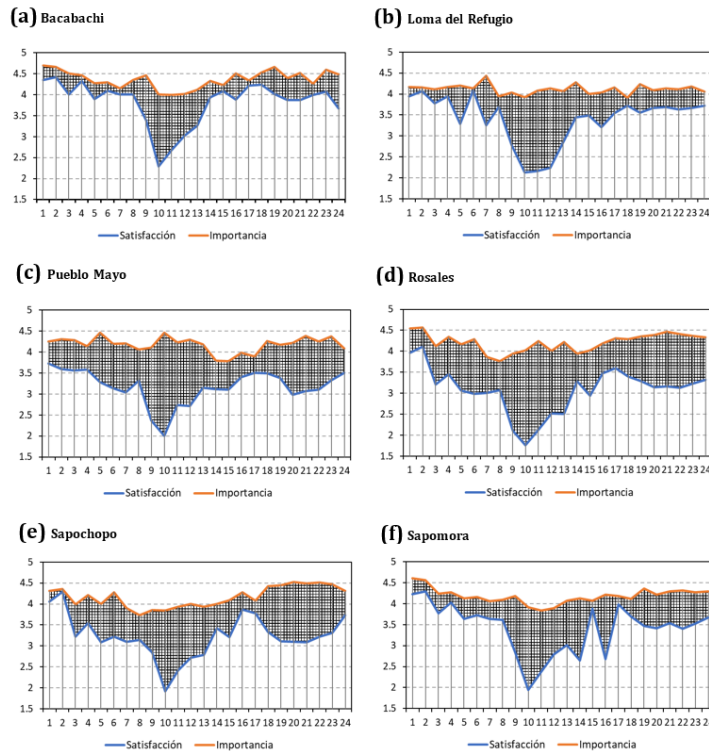 (a) Bacabachi
5
4.5
4
3.5
3
2.5
2
1.5
1 2 3 4 5 6 7 8 9 10 11 12 13 14 15 16 17 18 19 20 21 22 23 24
Satisfacción Importancia
(b) Loma del Refugio
5
4.5
4
3.5
3
2.5
2
1.5
1 2 3 4 5 6 7 8 9 10 11 12 13 14 15 16 17 18 19 20 21 22 23 24
Satisfacción Importancia
(c) Pueblo Mayo
5
4.5
4
3.5
3
2.5
2
1.5
1 2 3 4 5 6 7 8 9 10 11 12 13 14 15 16 17 18 19 20 21 22 23 24
Satisfacción Importancia
(d) Rosales
5
4.5
4
3.5
3
2.5
2
1.5
1 2 3 4 5 6 7 8 9 10 11 12 13 14 15 16 17 18 19 20 21 22 23 24
Satisfacción Importancia
(e) Sapochopo
5
4.5
4
3.5
3
2.5
2
1.5
1 2 3 4 5 6 7 8 9 10 11 12 13 14 15 16 17 18 19 20 21 22 23 24
Satisfacción Importancia
(f) Sapomora
5
4.5
4
3.5
3
2.5
2
1.5
1 2 3 4 5 6 7 8 9 10 11 12 13 14 15 16 17 18 19 20 21 22 23 24
Satisfacción Importancia